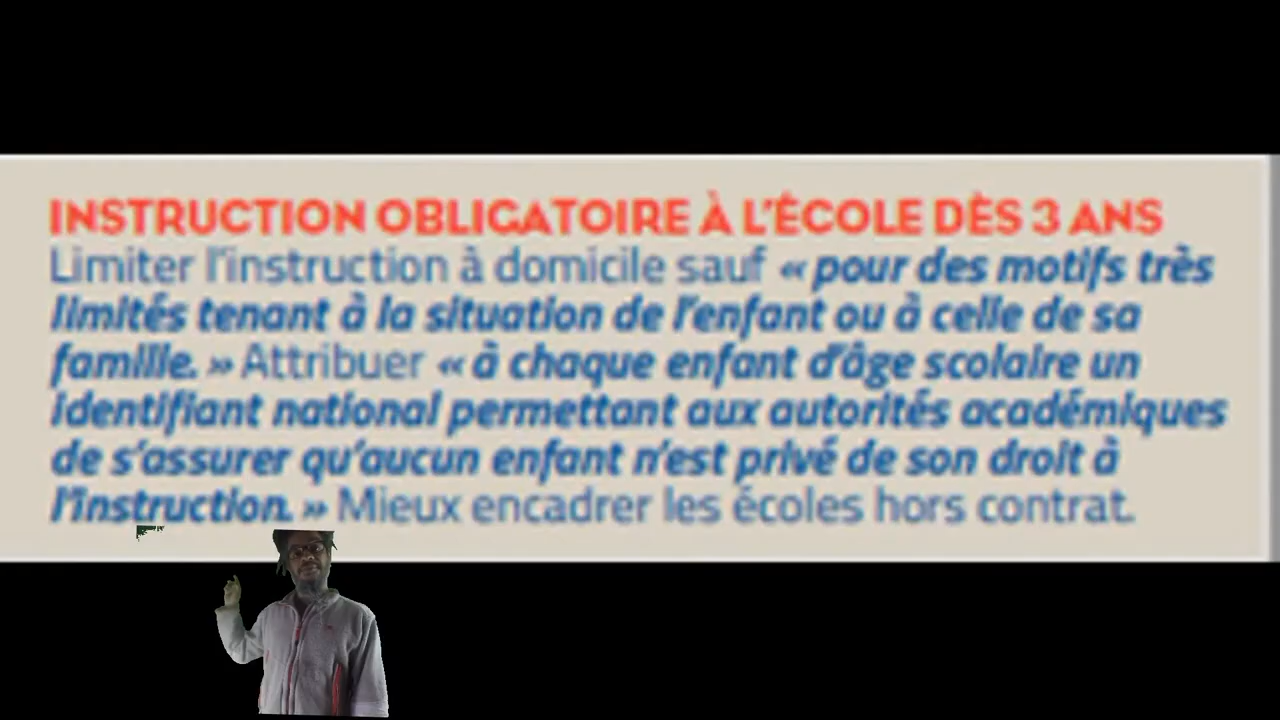 INSTRUCTION OBLIGATOIRE À L'ÉCOLE DÈS 3 ANS
Limiter l'instruction à domicile sauf « pour des motifs très
limités tenant à la situation de l'enfant ou à celle de sa
famille. » Attribuer « à chaque enfant d'âge scolaire un
identifiant national permettant aux autorités académiques
de s'assurer qu'aucun enfant n'est privé de son droit à
l'instruction. » Mieux encadrer les écoles hors contrat.